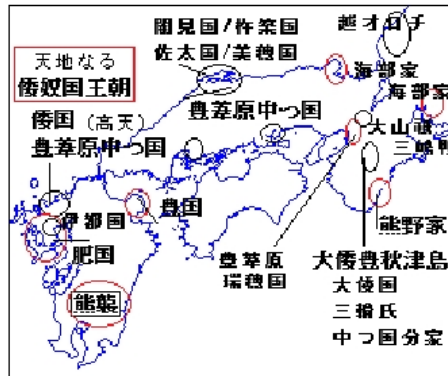 天地なる
倭奴国王朝
闇見国/杵築国
佐太国/美穂国
越オロチ
海部家
海部家
倭国（高天）
豊葦原中つ国
豊葦原中つ国
大山祇
三嶋鴨
伊都国
豊国
肥国
熊襲
熊野家
豊葦原
瑞穂国
大倭豊秋津島
大倭国
三輪氏
中つ国分家